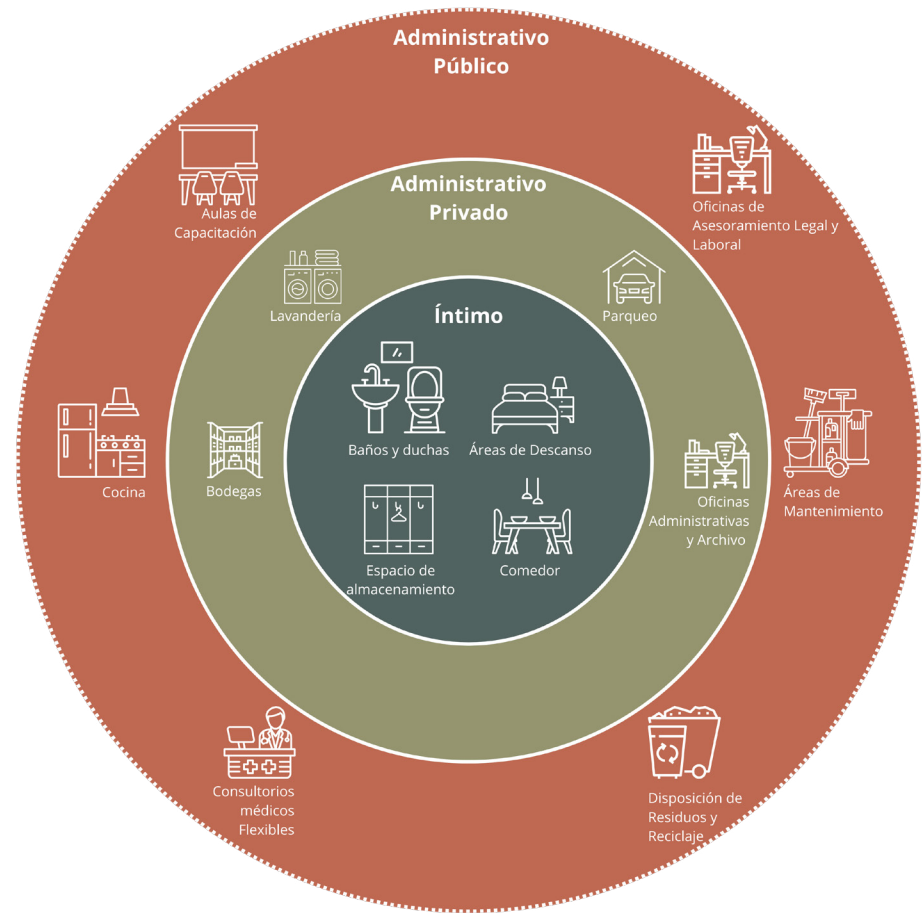 Administrativo
Público
Aulas de
Capacitación
Oficinas de
Asesoramiento Legal y
Laboral
Administrativo
Privado
Lavandería
Parqueo
Íntimo
Baños y duchas
Áreas de Descanso
Cocina
Bodegas
Oficinas
Administrativas
y Archivo
Áreas de
Mantenimiento
Espacio de
almacenamiento
Comedor
Consultorios
médicos
Flexibles
Disposición de
Residuos y
Reciclaje